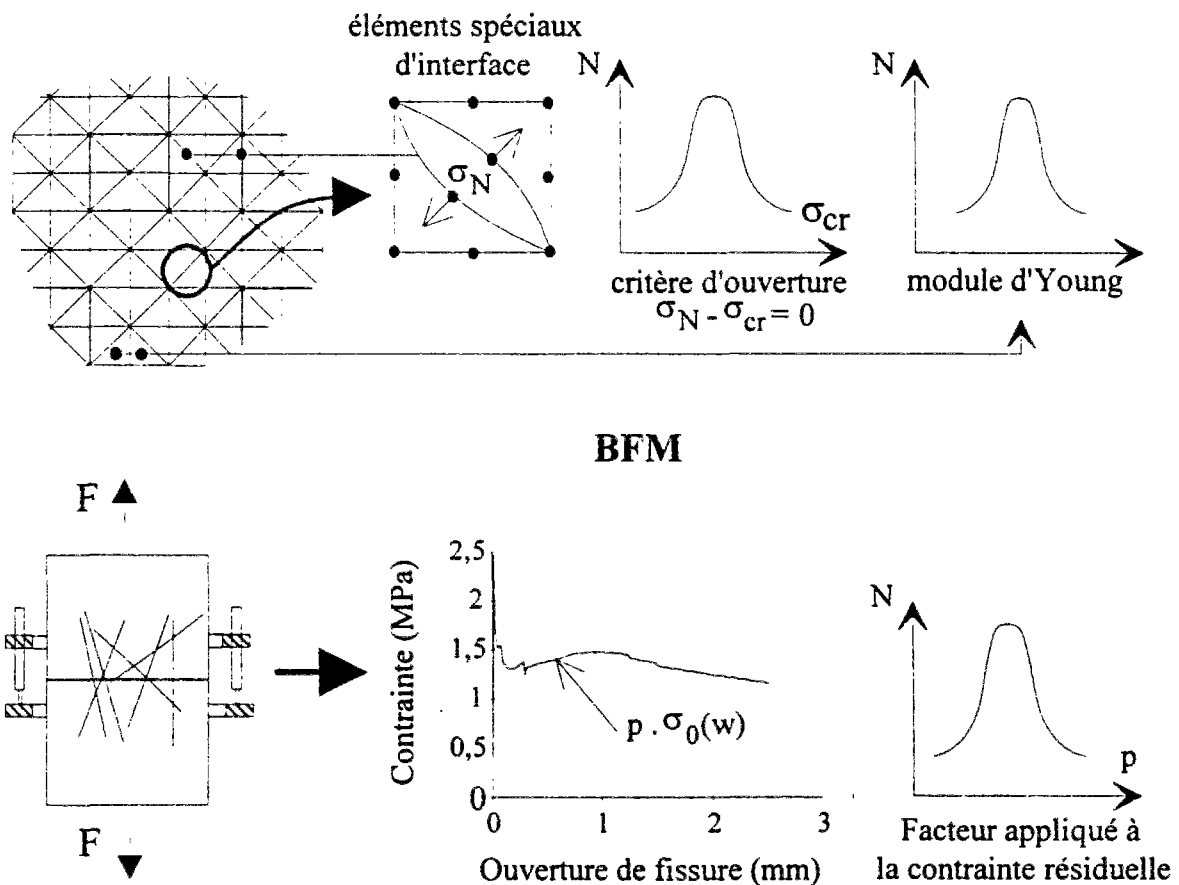 éléments spéciaux
d'interface
N
N
σN
σcr
critère d'ouverture
σN - σcr = 0
module d'Young
BFM
F
F
Contrainte (MPa)
2,5
2
1,5
1
0,5
0
0
1
2
3
p . σ0(w)
Ouverture de fissure (mm)
N
p
Facteur appliqué à
la contrainte résiduelle